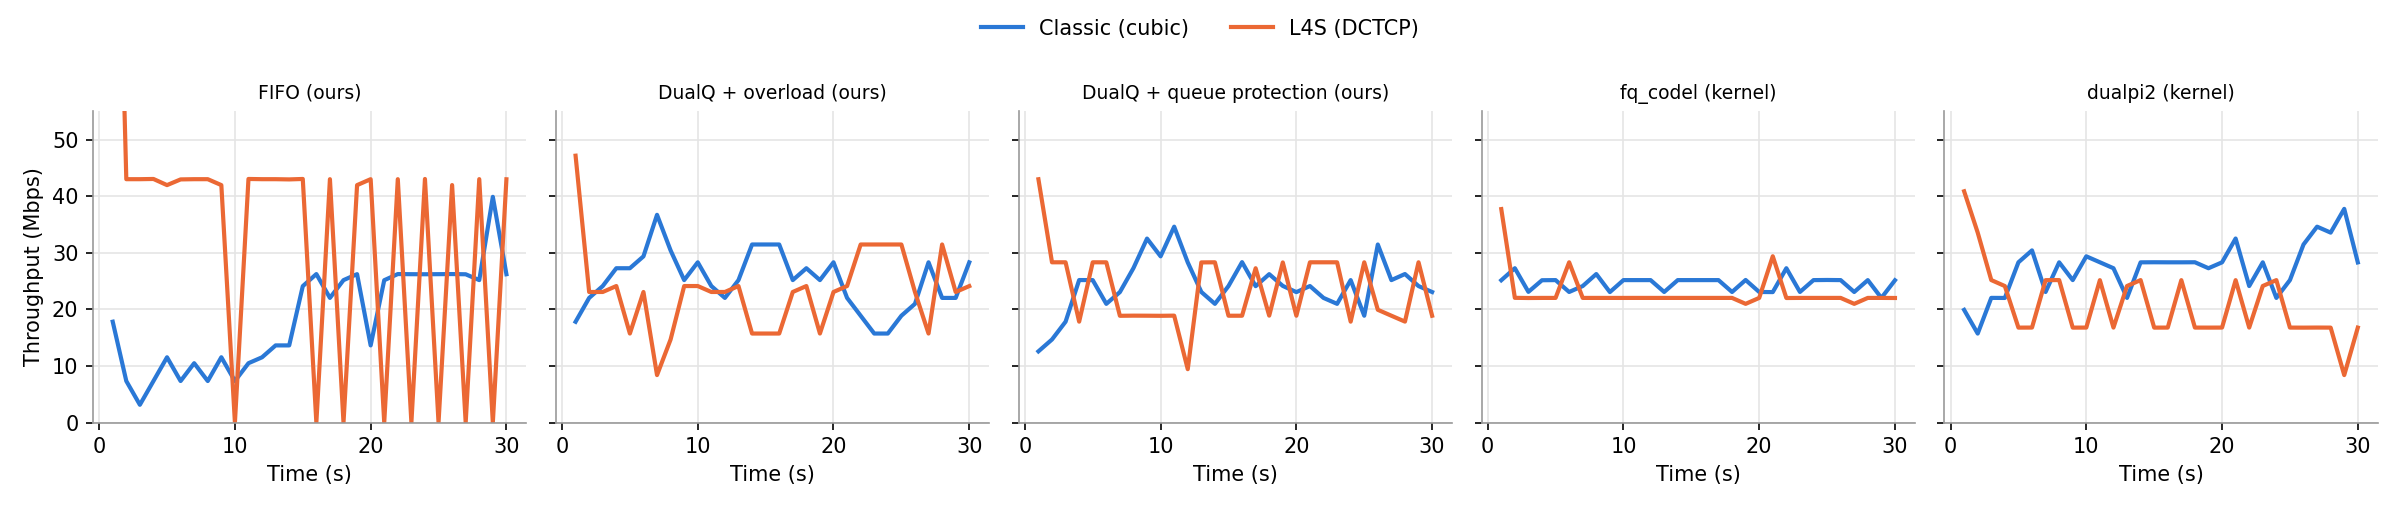 Classic (cubic) L4S (DCTCP)
FIFO (ours)
DualQ + overload (ours)
DualQ + queue protection (ours)
fq_codel (kernel)
dualpi2 (kernel)
Throughput (Mbps)
50
40
30
20
10
0
0 10 20 30
0 10 20 30
0 10 20 30
0 10 20 30
0 10 20 30
Time (s)
Time (s)
Time (s)
Time (s)
Time (s)